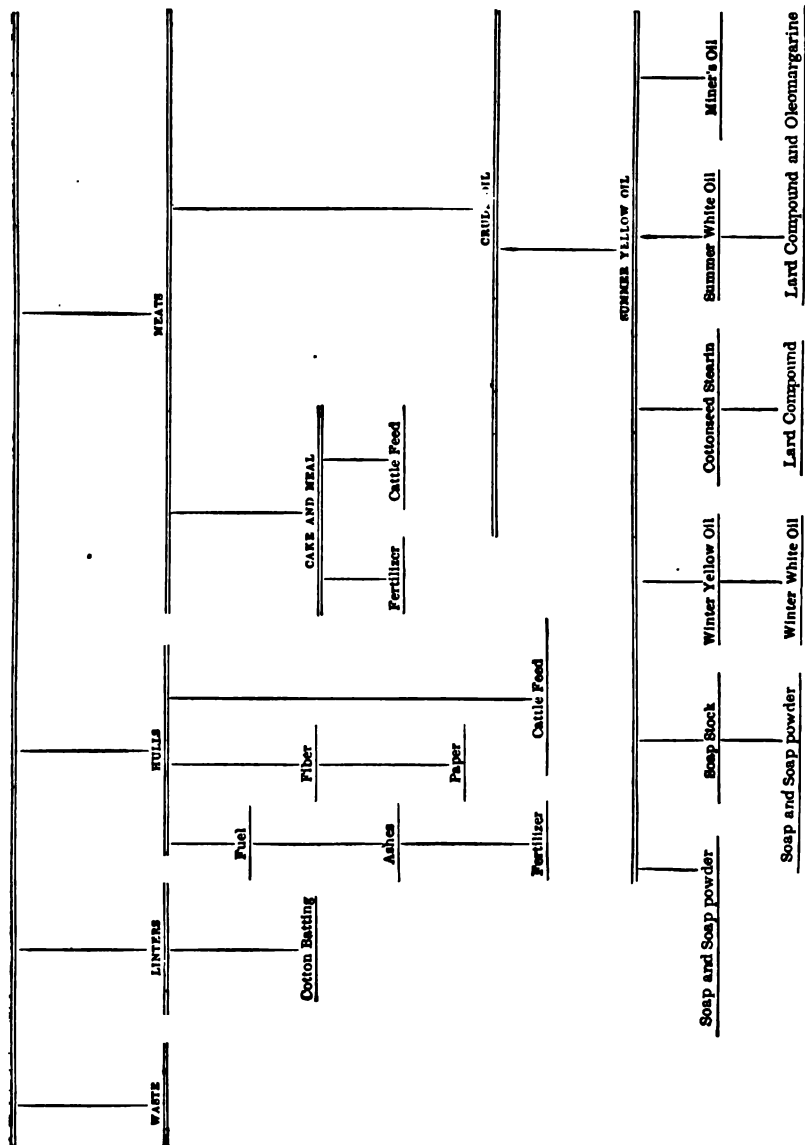 WASTE LINTERS HULLS MEATS
Fuel
Cotton Batting Fiber CAKE AND MEAL
Ashes Fertilizer Cattle Feed
Paper
CRUDE OIL
Fertilizer Cattle Feed
SUMMER YELLOW OIL
Soap and Soap powder Soap Stock Winter Yellow Oil Cottonseed Stearin Summer White Oil Miner's Oil
Soap and Soap powder Winter White Oil Lard Compound Lard Compound and Oleomargarine